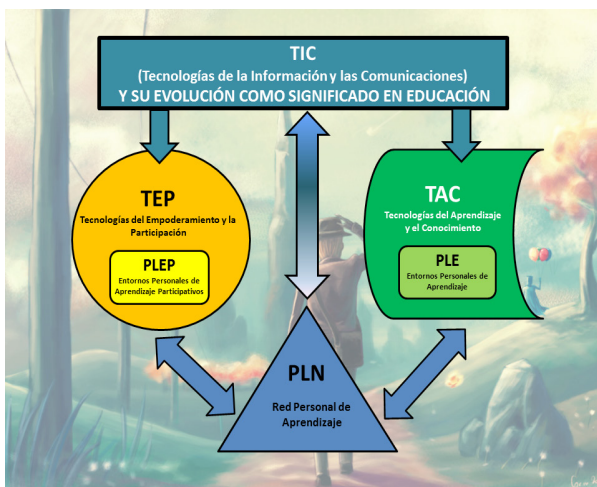 TIC
(Tecnologías de la Información y las Comunicaciones)
Y SU EVOLUCIÓN COMO SIGNIFICADO EN EDUCACIÓN
TEP
Tecnologías del Empoderamiento y la
Participación
PLEP
Entornos Personales de
Aprendizaje Participativos
TAC
Tecnologías del Aprendizaje
y el Conocimiento
PLE
Entornos Personales de
Aprendizaje
PLN
Red Personal de
Aprendizaje